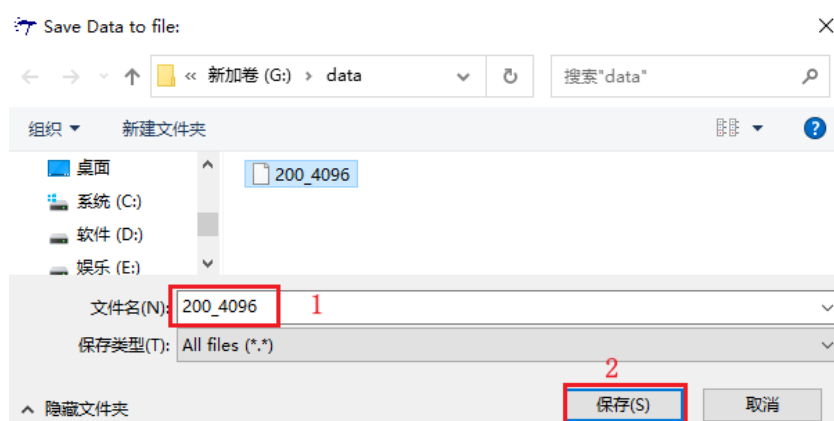 Save Data to file:
« 新加卷 (G:) › data
搜索"data"
组织
新建文件夹
?
桌面
200_4096
系统 (C:)
软件 (D:)
娱乐 (E:)
文件名(N): 200_4096 1
保存类型(T): All files (*.*)
2
隐藏文件夹
保存(S)
取消